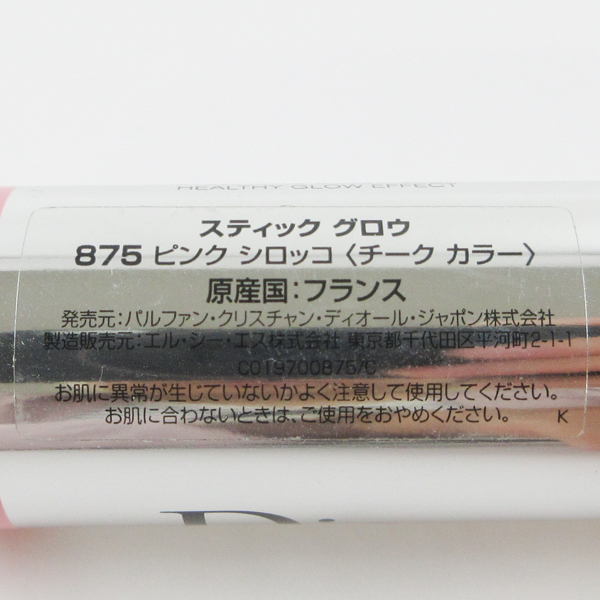 HEALTHY GLOW EFFECT
スティック グロウ
875 ピンク シロッコ〈チーク カラー〉
原産国：フランス
発売元：パルファン・クリスチャン・ディオール・ジャポン株式会社
製造販売元：エル・シー・エス株式会社 東京都千代田区平河町2-1-1
C019700875/C
お肌に異常が生じていないかよく注意して使用してください。
お肌に合わないときは、ご使用をおやめください。 K